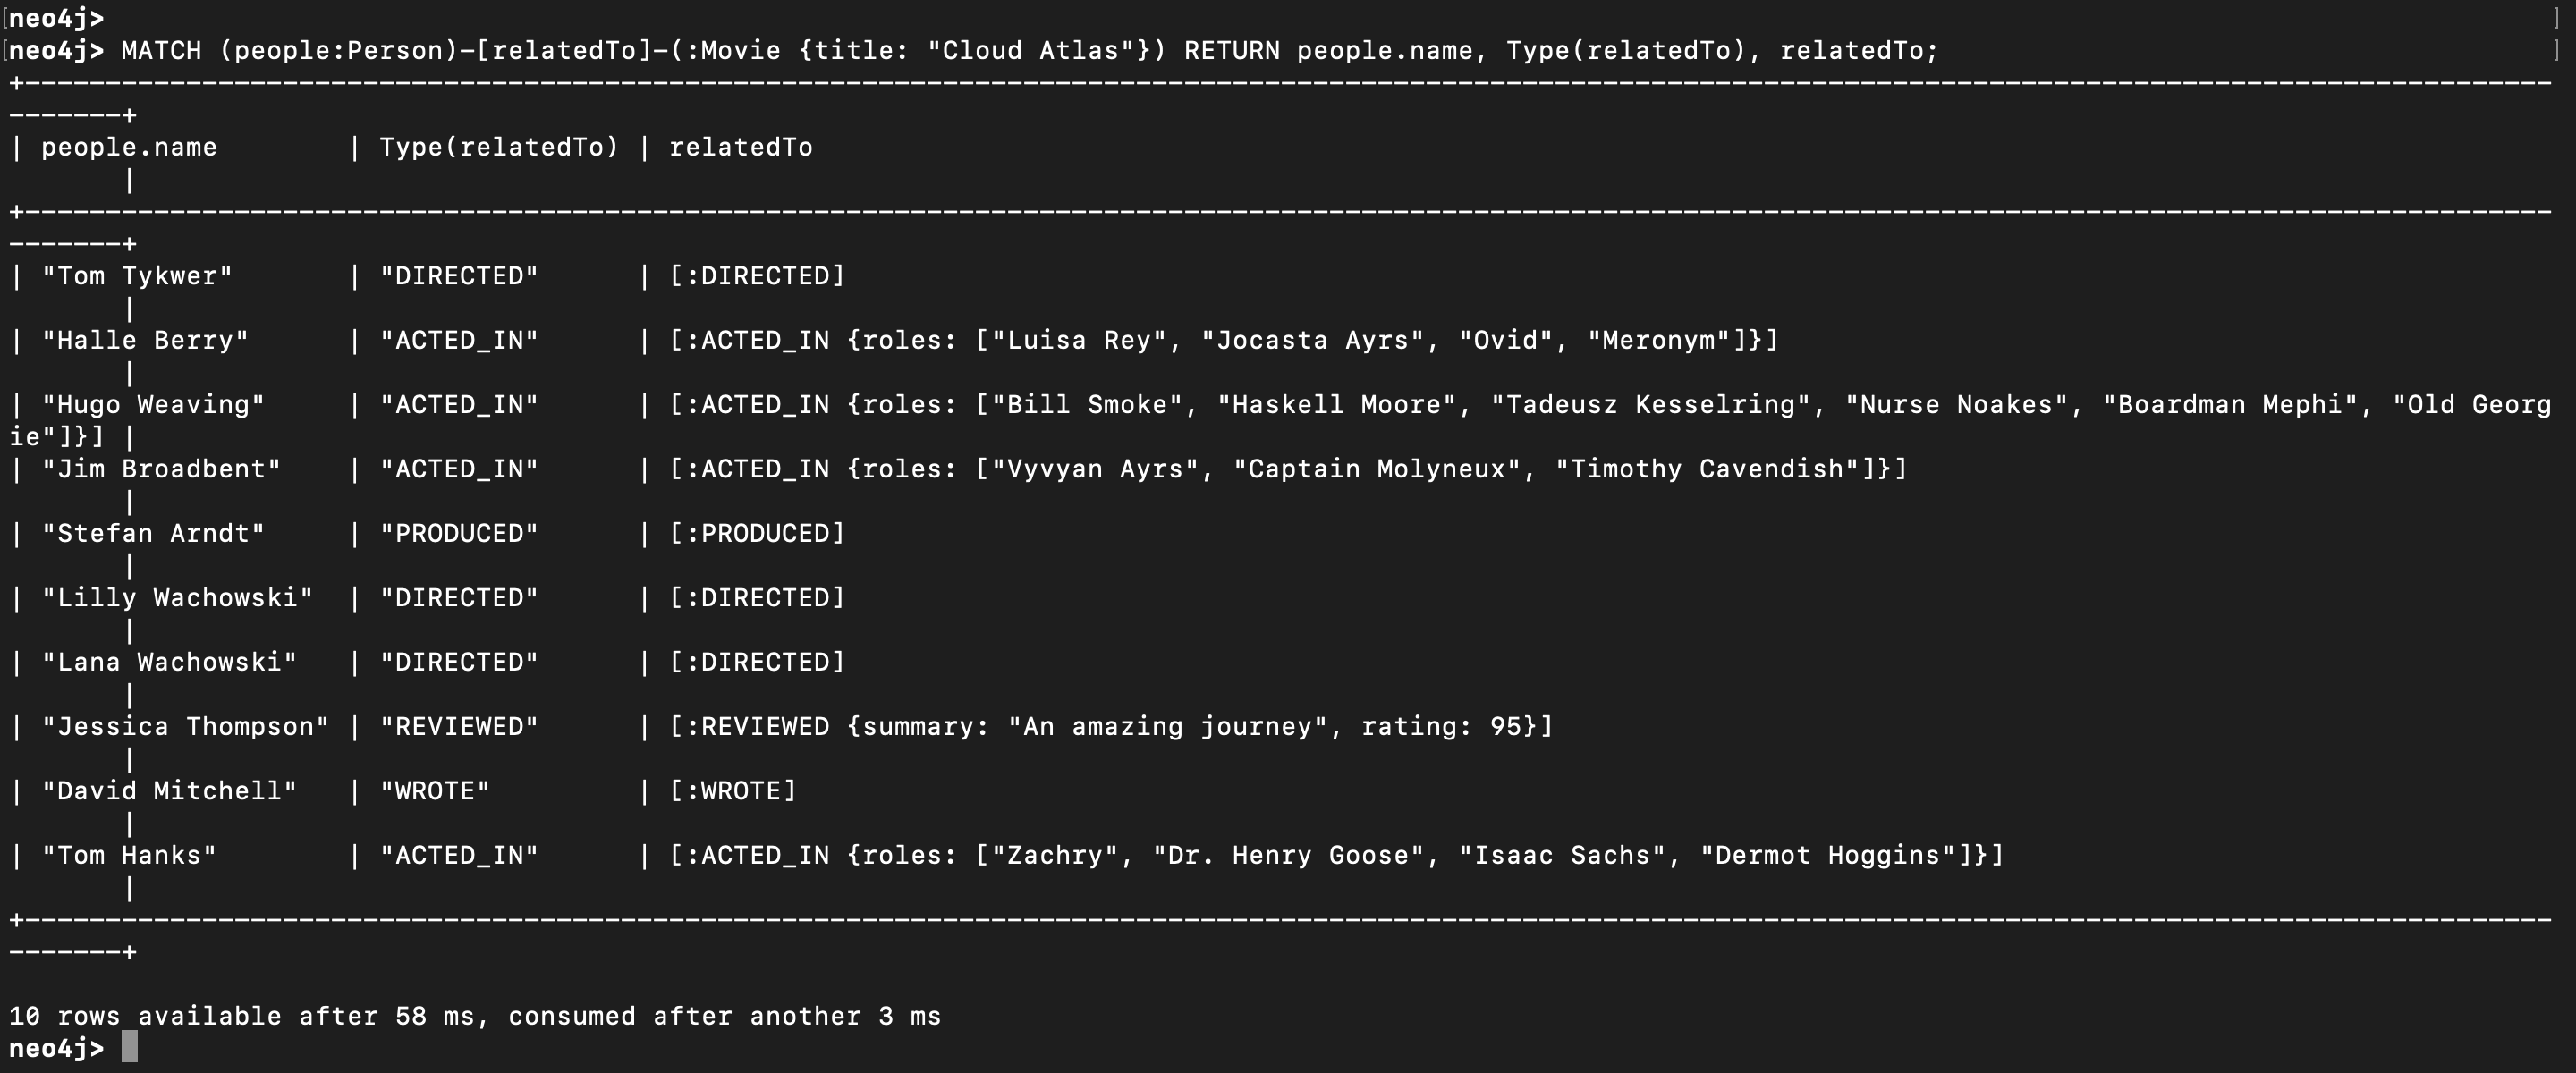 neo4j>
neo4j> MATCH (people:Person)-[relatedTo]-(:Movie {title: "Cloud Atlas"}) RETURN people.name, Type(relatedTo), relatedTo;
+-------------------------------------------------------------------------------------------------------------------------------------------------------------
-------+
| people.name        | Type(relatedTo) | relatedTo
       |
+-------------------------------------------------------------------------------------------------------------------------------------------------------------
-------+
| "Tom Tykwer"       | "DIRECTED"      | [:DIRECTED]
       |
| "Halle Berry"      | "ACTED_IN"      | [:ACTED_IN {roles: ["Luisa Rey", "Jocasta Ayrs", "Ovid", "Meronym"]}]
       |
| "Hugo Weaving"     | "ACTED_IN"      | [:ACTED_IN {roles: ["Bill Smoke", "Haskell Moore", "Tadeusz Kesselring", "Nurse Noakes", "Boardman Mephi", "Old Georg
ie"]}] |
| "Jim Broadbent"    | "ACTED_IN"      | [:ACTED_IN {roles: ["Vyvyan Ayrs", "Captain Molyneux", "Timothy Cavendish"]}]
       |
| "Stefan Arndt"     | "PRODUCED"      | [:PRODUCED]
       |
| "Lilly Wachowski"  | "DIRECTED"      | [:DIRECTED]
       |
| "Lana Wachowski"   | "DIRECTED"      | [:DIRECTED]
       |
| "Jessica Thompson" | "REVIEWED"      | [:REVIEWED {summary: "An amazing journey", rating: 95}]
       |
| "David Mitchell"   | "WROTE"         | [:WROTE]
       |
| "Tom Hanks"        | "ACTED_IN"      | [:ACTED_IN {roles: ["Zachry", "Dr. Henry Goose", "Isaac Sachs", "Dermot Hoggins"]}]
       |
+-------------------------------------------------------------------------------------------------------------------------------------------------------------
-------+

10 rows available after 58 ms, consumed after another 3 ms
neo4j>